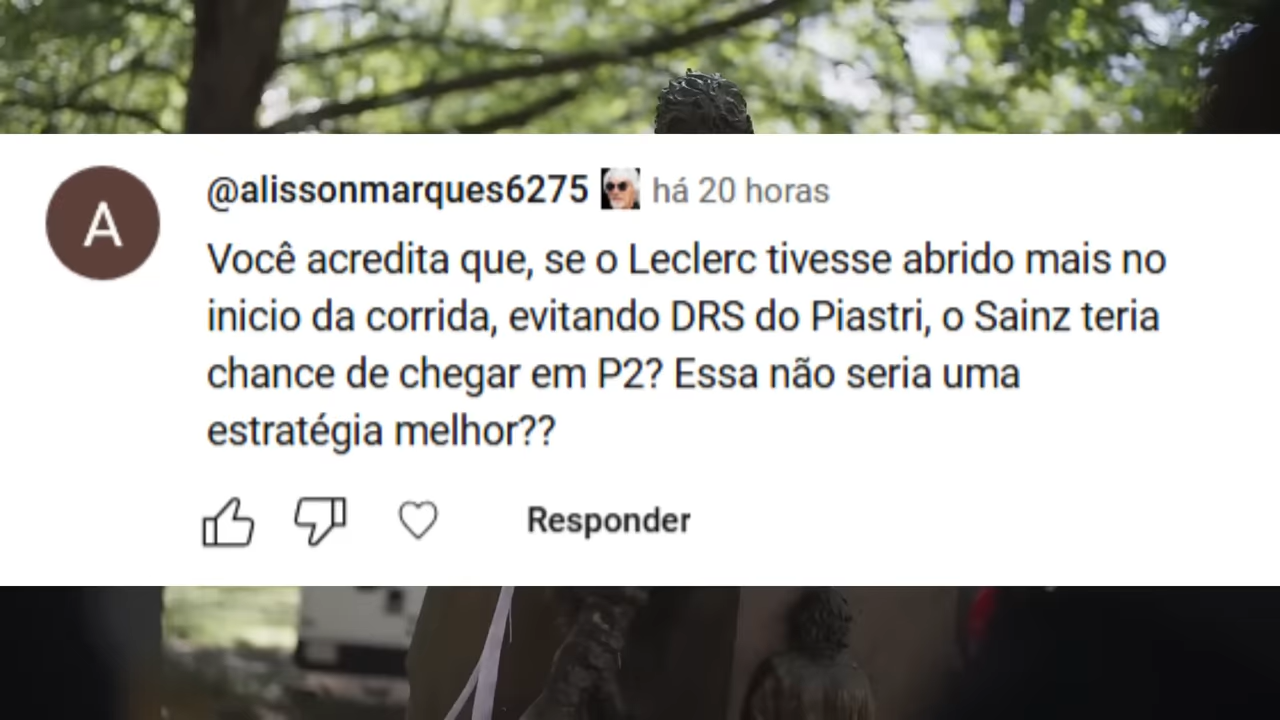 A
@alissonmarques6275 há 20 horas
Você acredita que, se o Leclerc tivesse abrido mais no
inicio da corrida, evitando DRS do Piastri, o Sainz teria
chance de chegar em P2? Essa não seria uma
estratégia melhor??
Responder